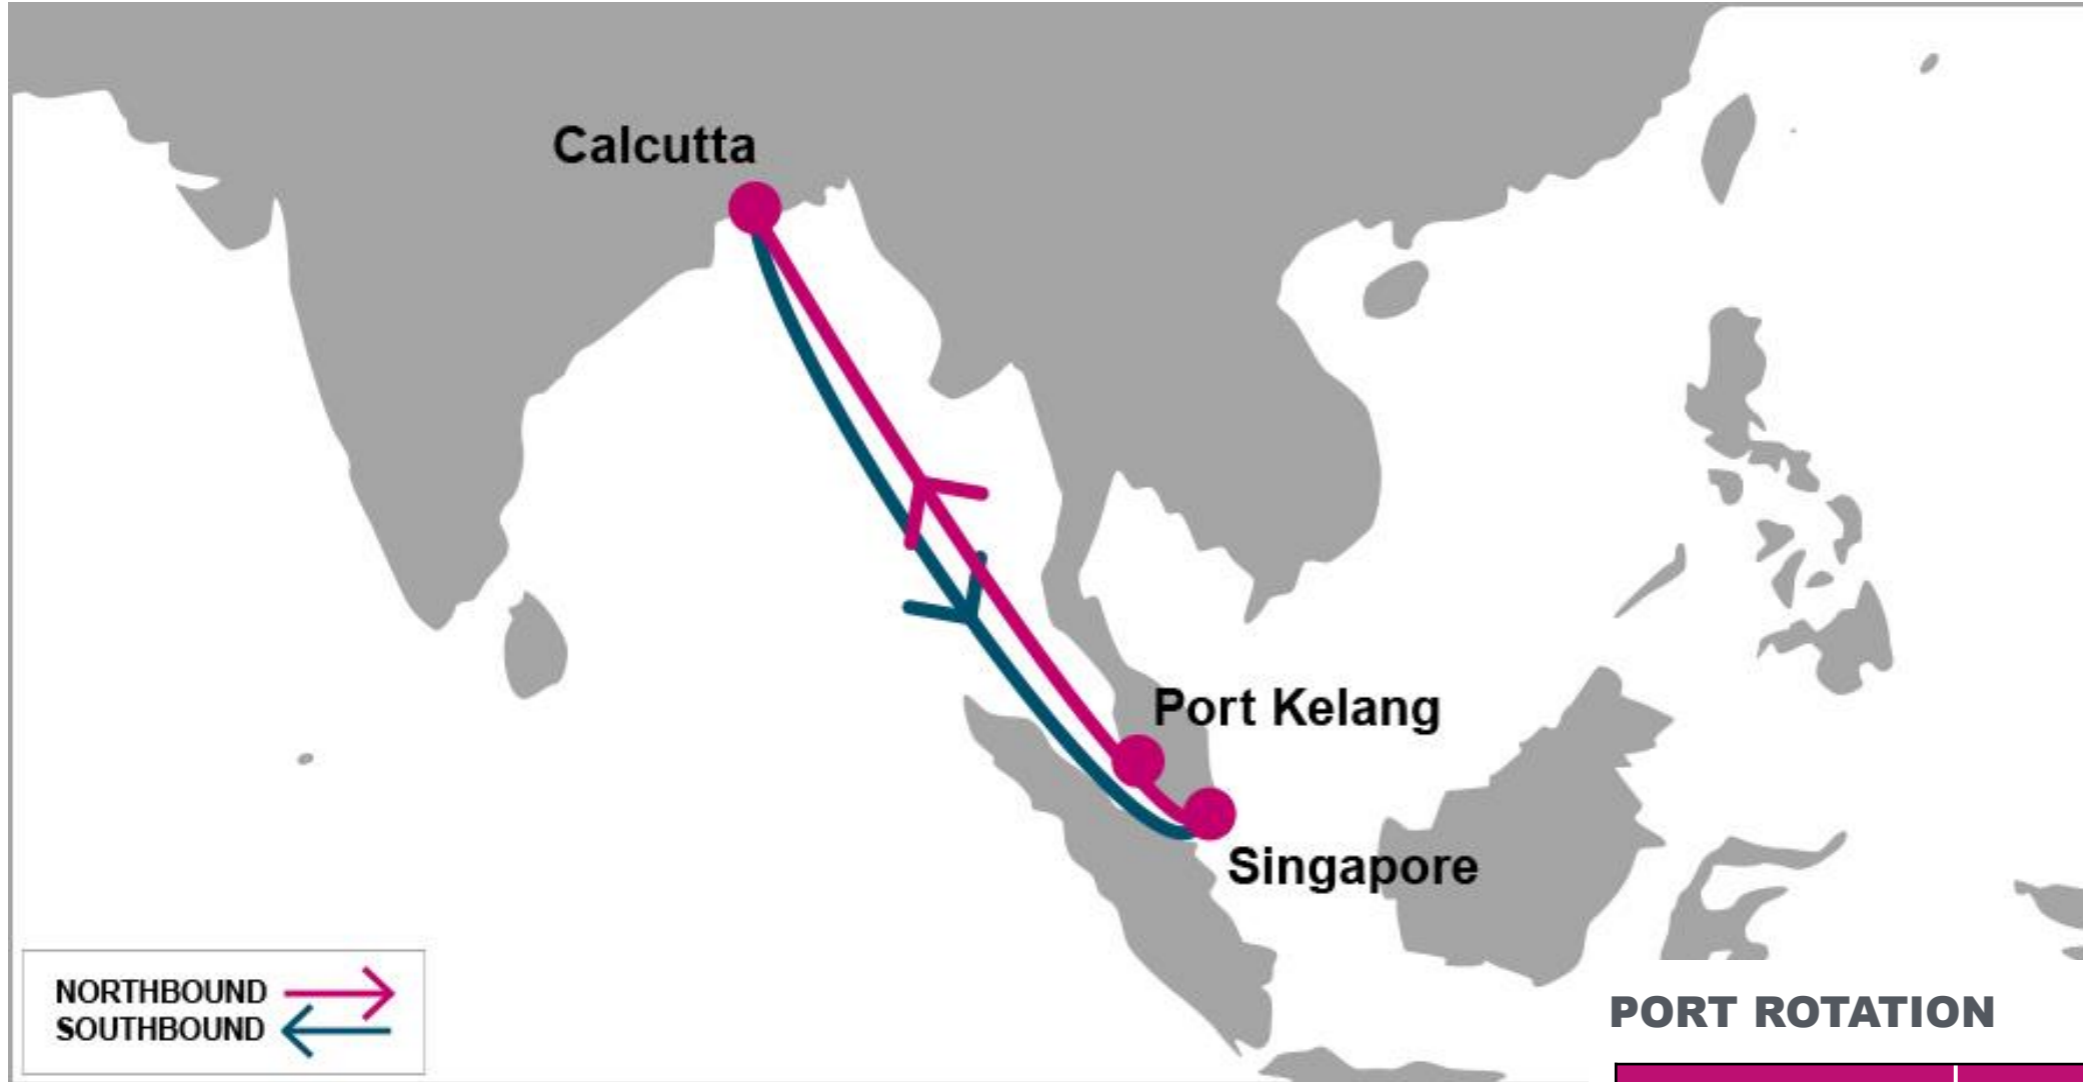 Calcutta
Port Kelang
Singapore
NORTHBOUND
SOUTHBOUND
PORT ROTATION